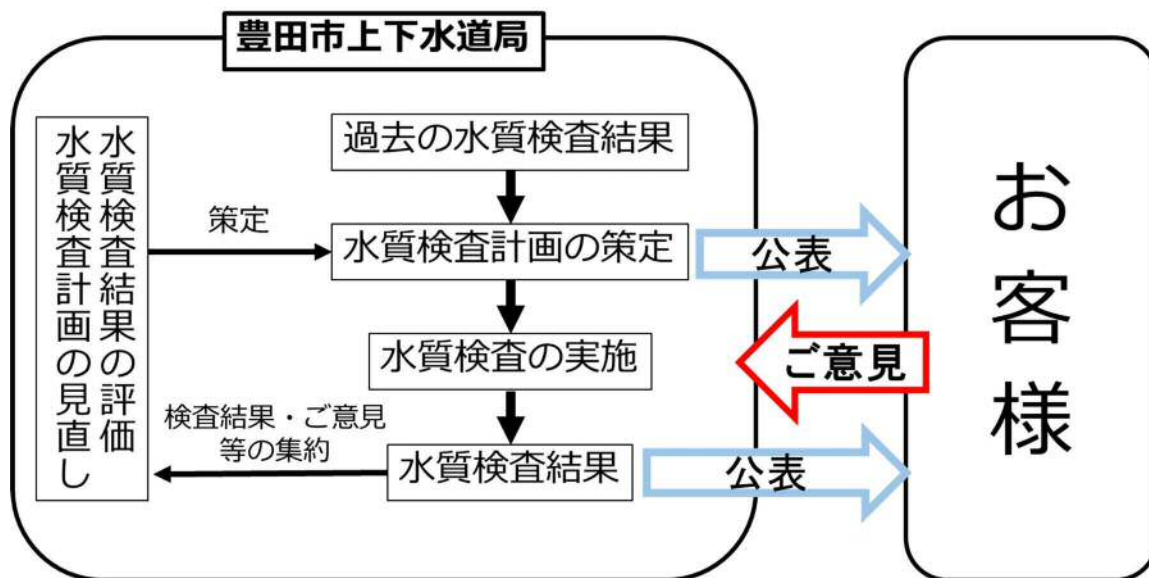 豊田市上下水道局
過去の水質検査結果
水質検査結果の評価
水質検査計画の見直し
策定
水質検査計画の策定
公表
水質検査の実施
ご意見
検査結果・ご意見
等の集約
水質検査結果
公表
お客様